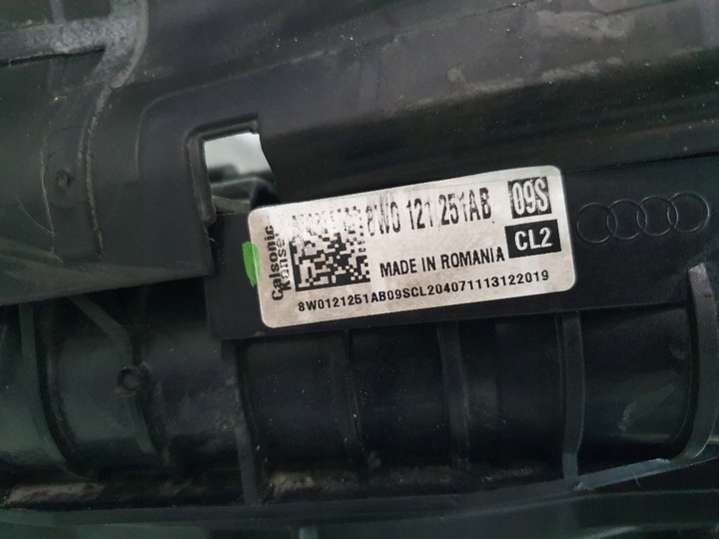 Calsonic
Kansei
8W0 121 251AB
09S
CL2
MADE IN ROMANIA
8W0121251AB09SCL204071113122019